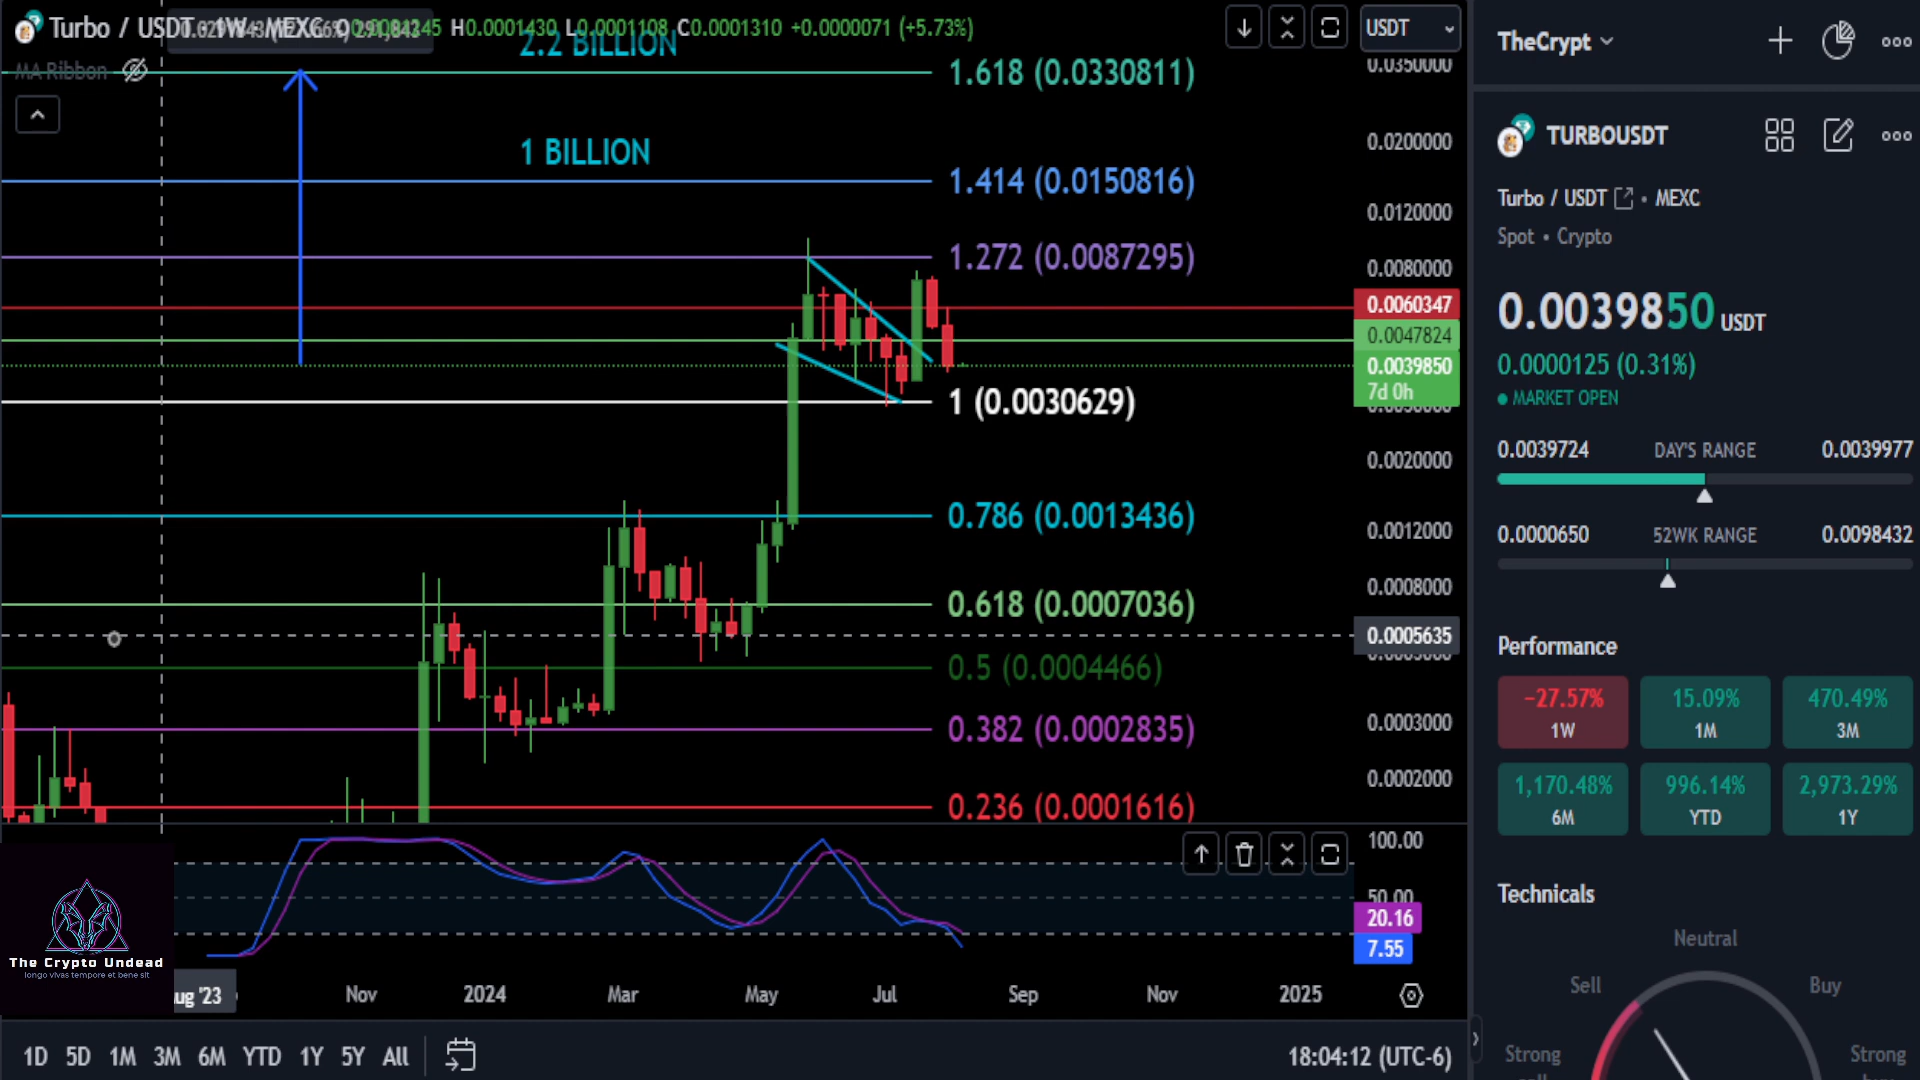 Turbo / USDT · 1W · MEXC H0.0001430 L0.0001108 C0.0001310 +0.0000071 (+5.73%)
USDT
MA Ribbon
2.2 BILLION
1.618 (0.0330811)
1 BILLION
1.414 (0.0150816)
1.272 (0.0087295)
1 (0.0030629)
0.786 (0.0013436)
0.618 (0.0007036)
0.5 (0.0004466)
0.382 (0.0002835)
0.236 (0.0001616)
0.0350000
0.0200000
0.0120000
0.0080000
0.0060347
0.0047824
0.0039850
7d 0h
0.0020000
0.0012000
0.0008000
0.0005635
0.0003000
0.0002000
100.00
50.00
20.16
7.55
The Crypto Undead
longo vivas tempore et bene sit
ug '23 Nov 2024 Mar May Jul Sep Nov 2025
1D 5D 1M 3M 6M YTD 1Y 5Y All
18:04:12 (UTC-6)
TheCrypt
TURBOUSDT
Turbo / USDT • MEXC
Spot • Crypto
0.0039850 USDT
0.0000125 (0.31%)
MARKET OPEN
0.0039724 DAY'S RANGE 0.0039977
0.0000650 52WK RANGE 0.0098432
Performance
−27.57% 15.09% 470.49%
1W 1M 3M
1,170.48% 996.14% 2,973.29%
6M YTD 1Y
Technicals
Neutral
Sell Buy
Strong Strong